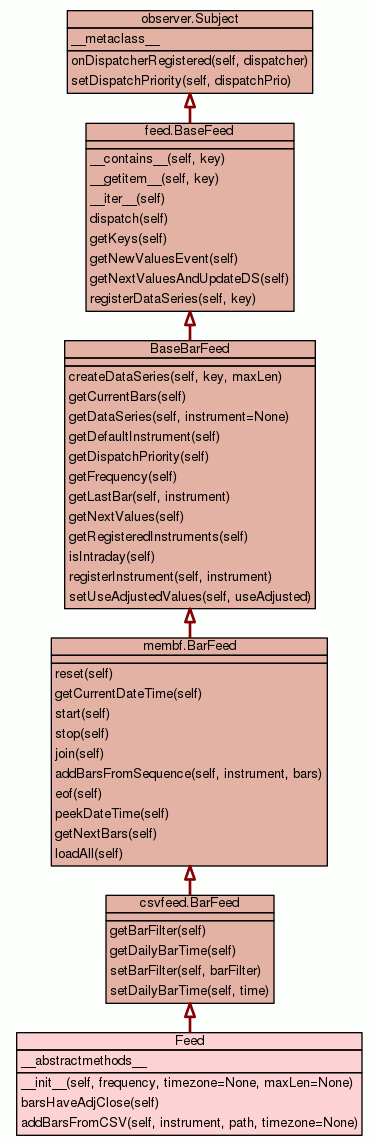 observer.Subject
__metaclass__
onDispatcherRegistered(self, dispatcher)
setDispatchPriority(self, dispatchPrio)
feed.BaseFeed
__contains__(self, key)
__getitem__(self, key)
__iter__(self)
dispatch(self)
getKeys(self)
getNewValuesEvent(self)
getNextValuesAndUpdateDS(self)
registerDataSeries(self, key)
BaseBarFeed
createDataSeries(self, key, maxLen)
getCurrentBars(self)
getDataSeries(self, instrument=None)
getDefaultInstrument(self)
getDispatchPriority(self)
getFrequency(self)
getLastBar(self, instrument)
getNextValues(self)
getRegisteredInstruments(self)
isIntraday(self)
registerInstrument(self, instrument)
setUseAdjustedValues(self, useAdjusted)
membf.BarFeed
reset(self)
getCurrentDateTime(self)
start(self)
stop(self)
join(self)
addBarsFromSequence(self, instrument, bars)
eof(self)
peekDateTime(self)
getNextBars(self)
loadAll(self)
csvfeed.BarFeed
getBarFilter(self)
getDailyBarTime(self)
setBarFilter(self, barFilter)
setDailyBarTime(self, time)
Feed
__abstractmethods__
__init__(self, frequency, timezone=None, maxLen=None)
barsHaveAdjClose(self)
addBarsFromCSV(self, instrument, path, timezone=None)